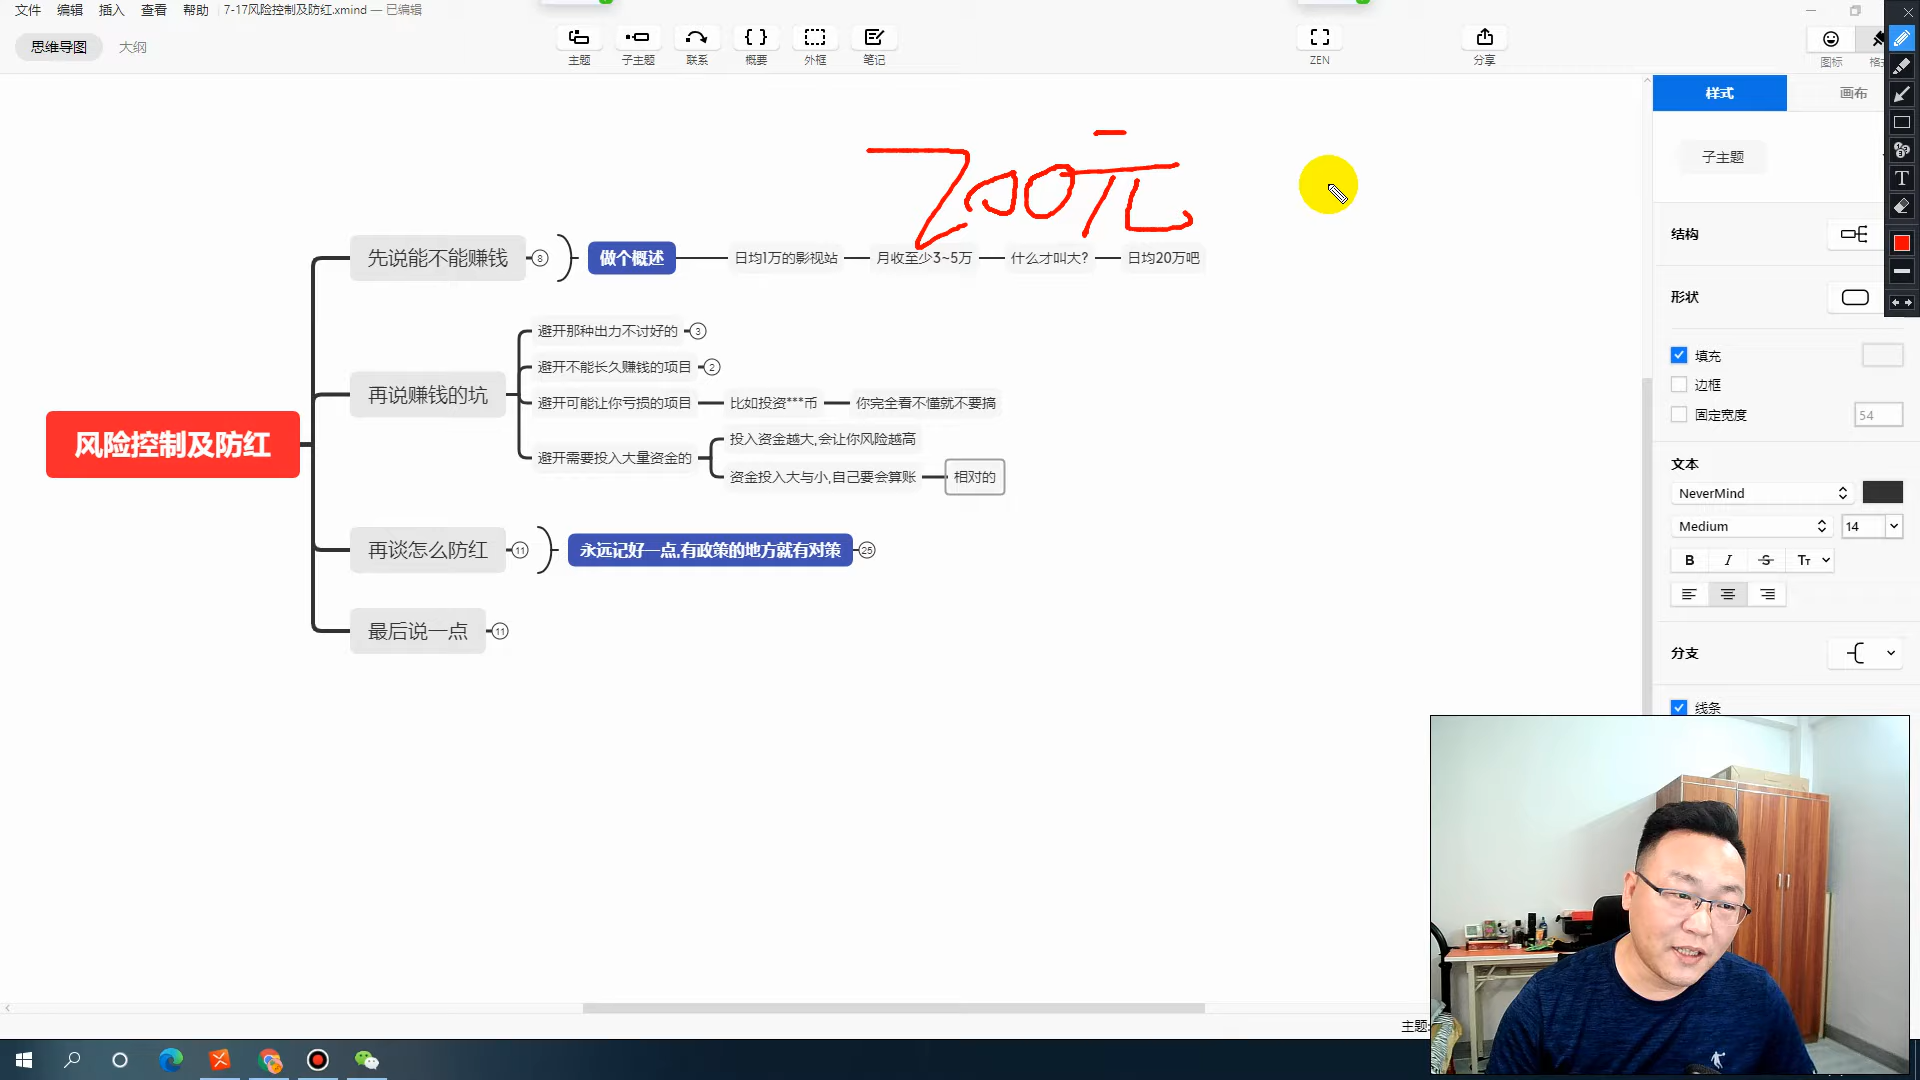 文件 编辑 插入 查看 帮助 7-17风险控制及防红.xmind — 已编辑
思维导图 大纲
主题 子主题 联系 概要 外框 笔记 ZEN 分享 图标
样式 画布
200元
子主题
结构
先说能不能赚钱 8 做个概述 日均1万的影视站 月收至少3~5万 什么才叫大? 日均20万吧
形状
避开那种出力不讨好的 3
填充
避开不能长久赚钱的项目 2
边框
再说赚钱的坑
避开可能让你亏损的项目 比如投资***币 你完全看不懂就不要搞
固定宽度 54
投入资金越大,会让你风险越高
风险控制及防红
避开需要投入大量资金的
文本
资金投入大与小,自己要会算账 相对的
NeverMind
Medium 14
再谈怎么防红 11 永远记好一点,有政策的地方就有对策 25
B I S Tт
最后说一点 11
分支
线条
主题: